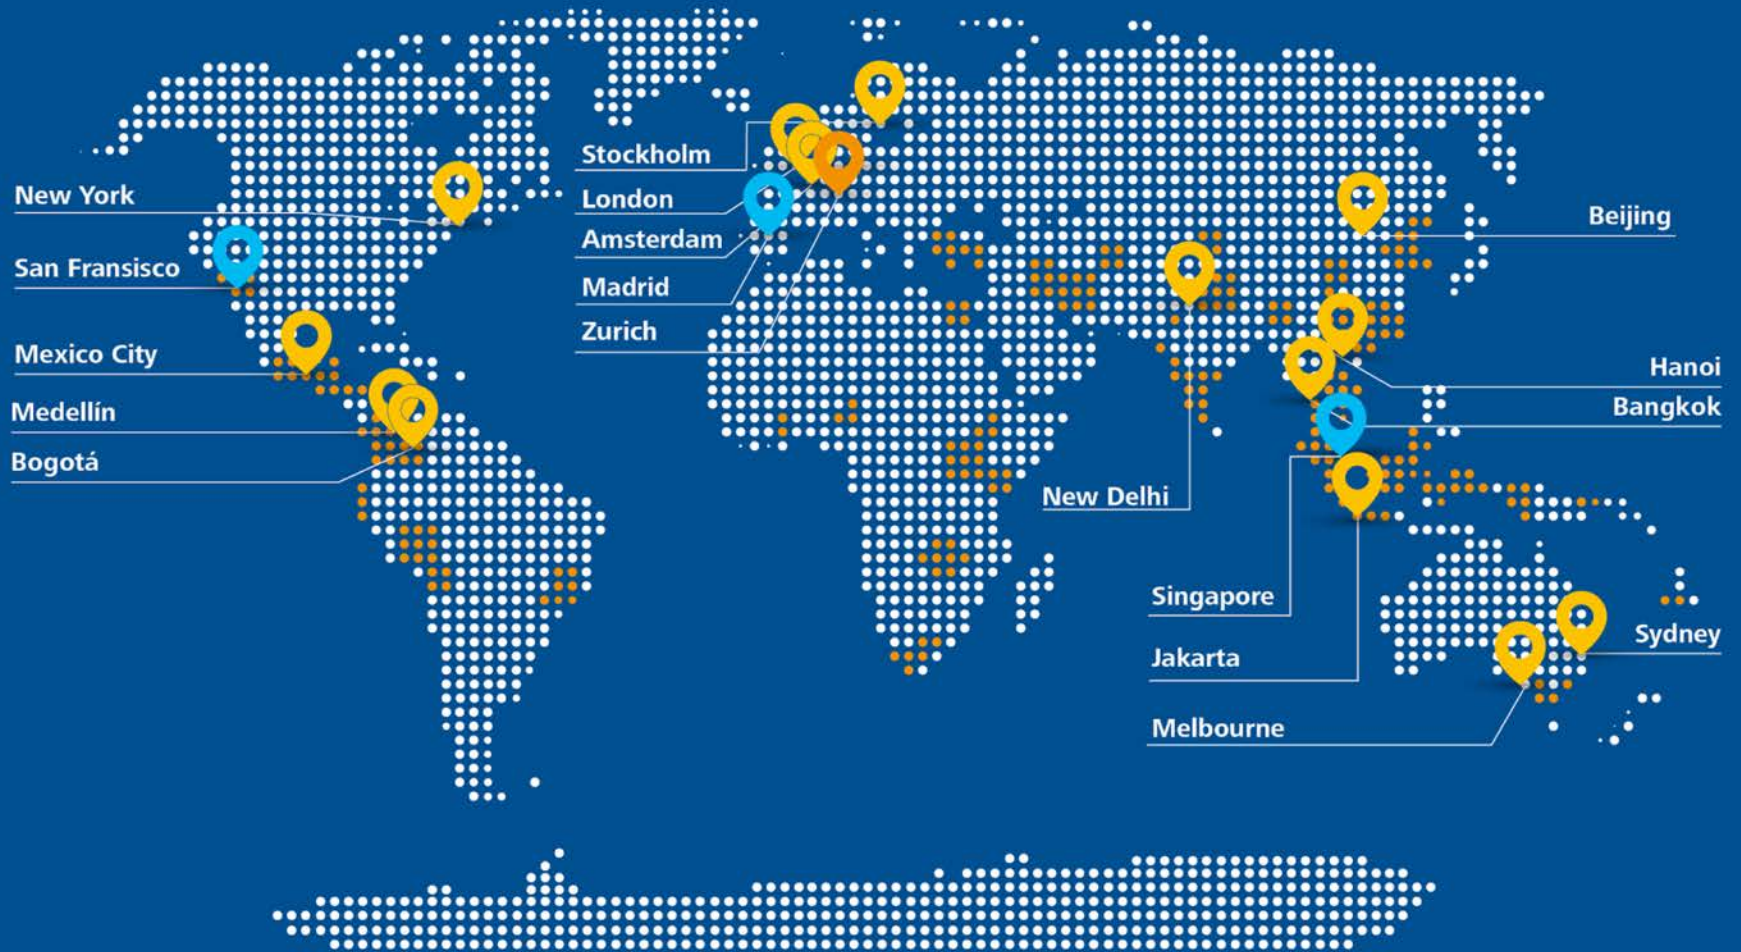 New York
San Fransisco
Mexico City
Medellín
Bogotá
Stockholm
London
Amsterdam
Madrid
Zurich
New Delhi
Singapore
Jakarta
Melbourne
Beijing
Hanoi
Bangkok
Sydney